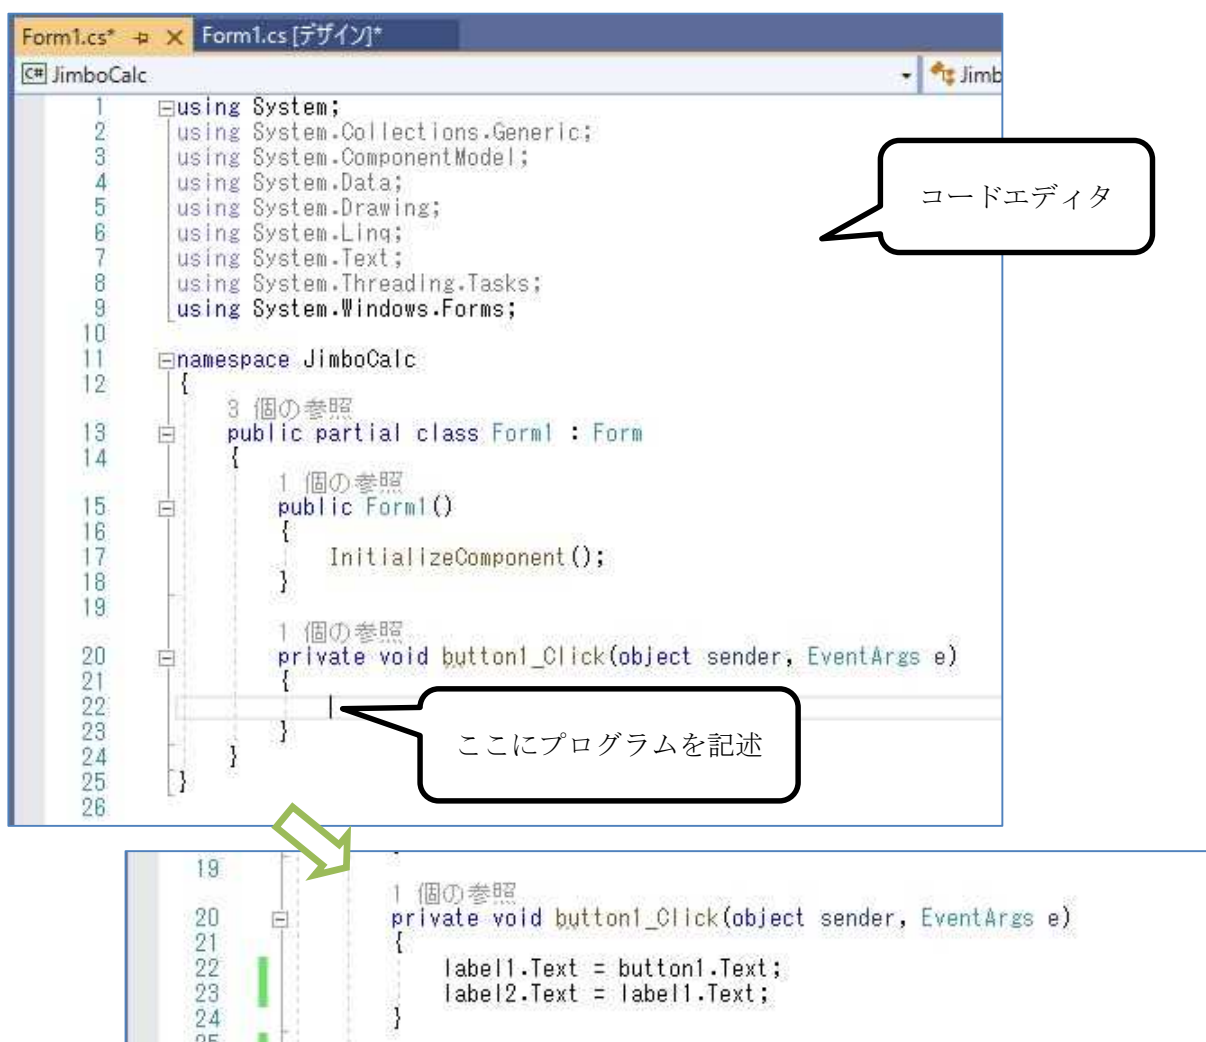 Form1.cs* Form1.cs [デザイン]*
C# JimboCalc Jimb
1 using System;
2 using System.Collections.Generic;
3 using System.ComponentModel;
4 using System.Data;
5 using System.Drawing;
6 using System.Linq;
7 using System.Text;
8 using System.Threading.Tasks;
9 using System.Windows.Forms;
コードエディタ
10
11 namespace JimboCalc
12 {
3 個の参照
13 public partial class Form1 : Form
14 {
1 個の参照
15 public Form1()
16 {
17 InitializeComponent();
18 }
19
1 個の参照
20 private void button1_Click(object sender, EventArgs e)
21 {
22
ここにプログラムを記述
23 }
24 }
25 }
26
19
1 個の参照
20 private void button1_Click(object sender, EventArgs e)
21 {
22 label1.Text = button1.Text;
23 label2.Text = label1.Text;
24 }
25